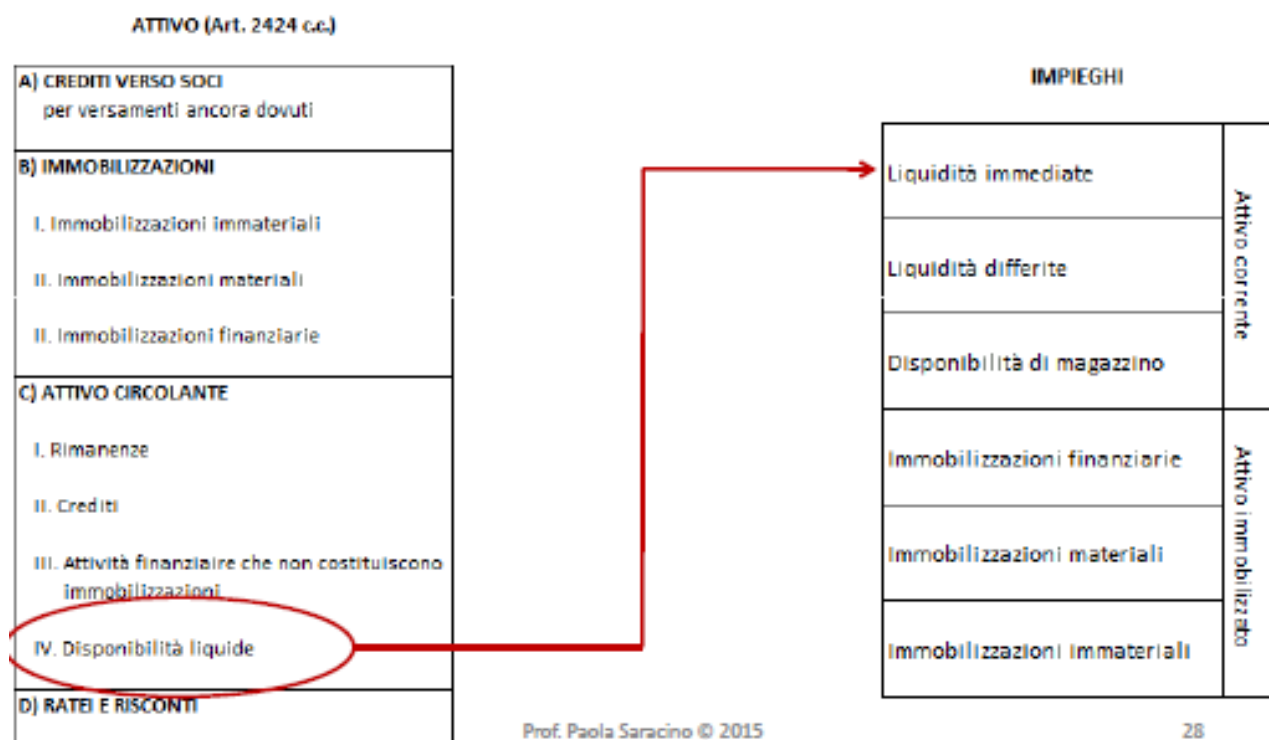 ATTIVO (Art. 2424 c.c.)
A) CREDITI VERSO SOCI
per versamenti ancora dovuti
B) IMMOBILIZZAZIONI
I. Immobilizzazioni immateriali
II. Immobilizzazioni materiali
II. Immobilizzazioni finanziarie
C) ATTIVO CIRCOLANTE
I. Rimanenze
II. Crediti
III. Attività finanziaire che non costituiscono
immobilizzazioni
IV. Disponibilità liquide
D) RATEI E RISCONTI
IMPIEGHI
Liquidità immediate
Liquidità differite
Disponibilità di magazzino
Attivo corrente
Immobilizzazioni finanziarie
Immobilizzazioni materiali
Immobilizzazioni immateriali
Attivo immobilizzato
Prof. Paola Saracino © 2015
28